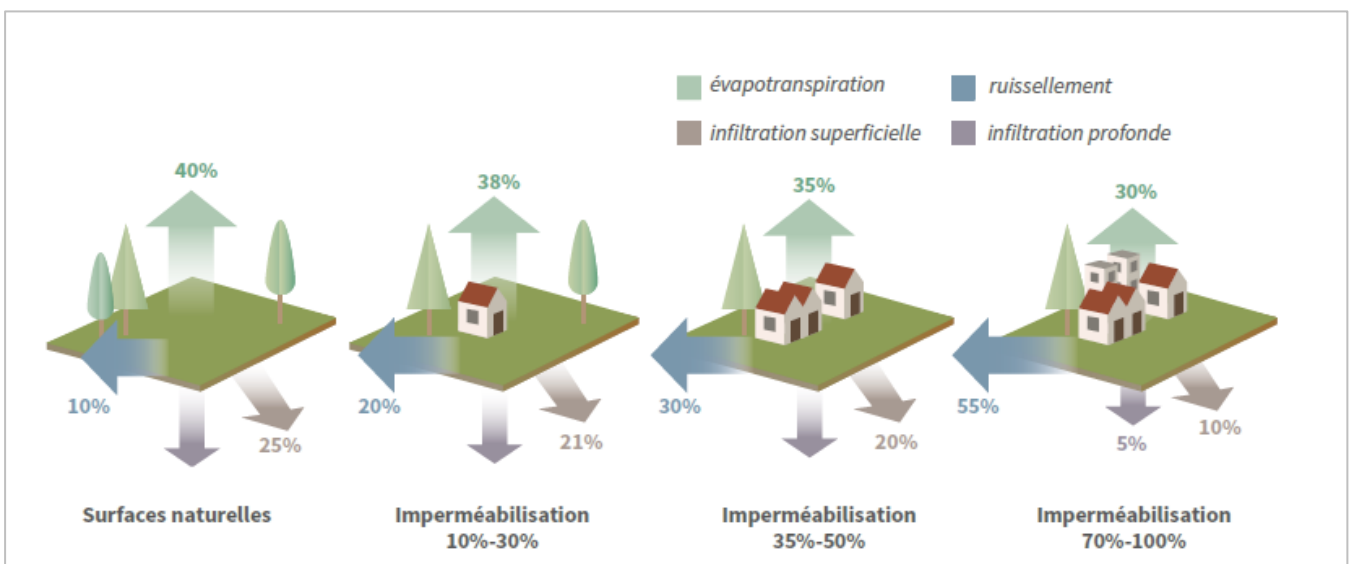 évapotranspiration
ruissellement
infiltration superficielle
infiltration profonde
40%
10%
25%
Surfaces naturelles
38%
20%
21%
Imperméabilisation
10%-30%
35%
30%
20%
Imperméabilisation
35%-50%
30%
55%
5%
10%
Imperméabilisation
70%-100%